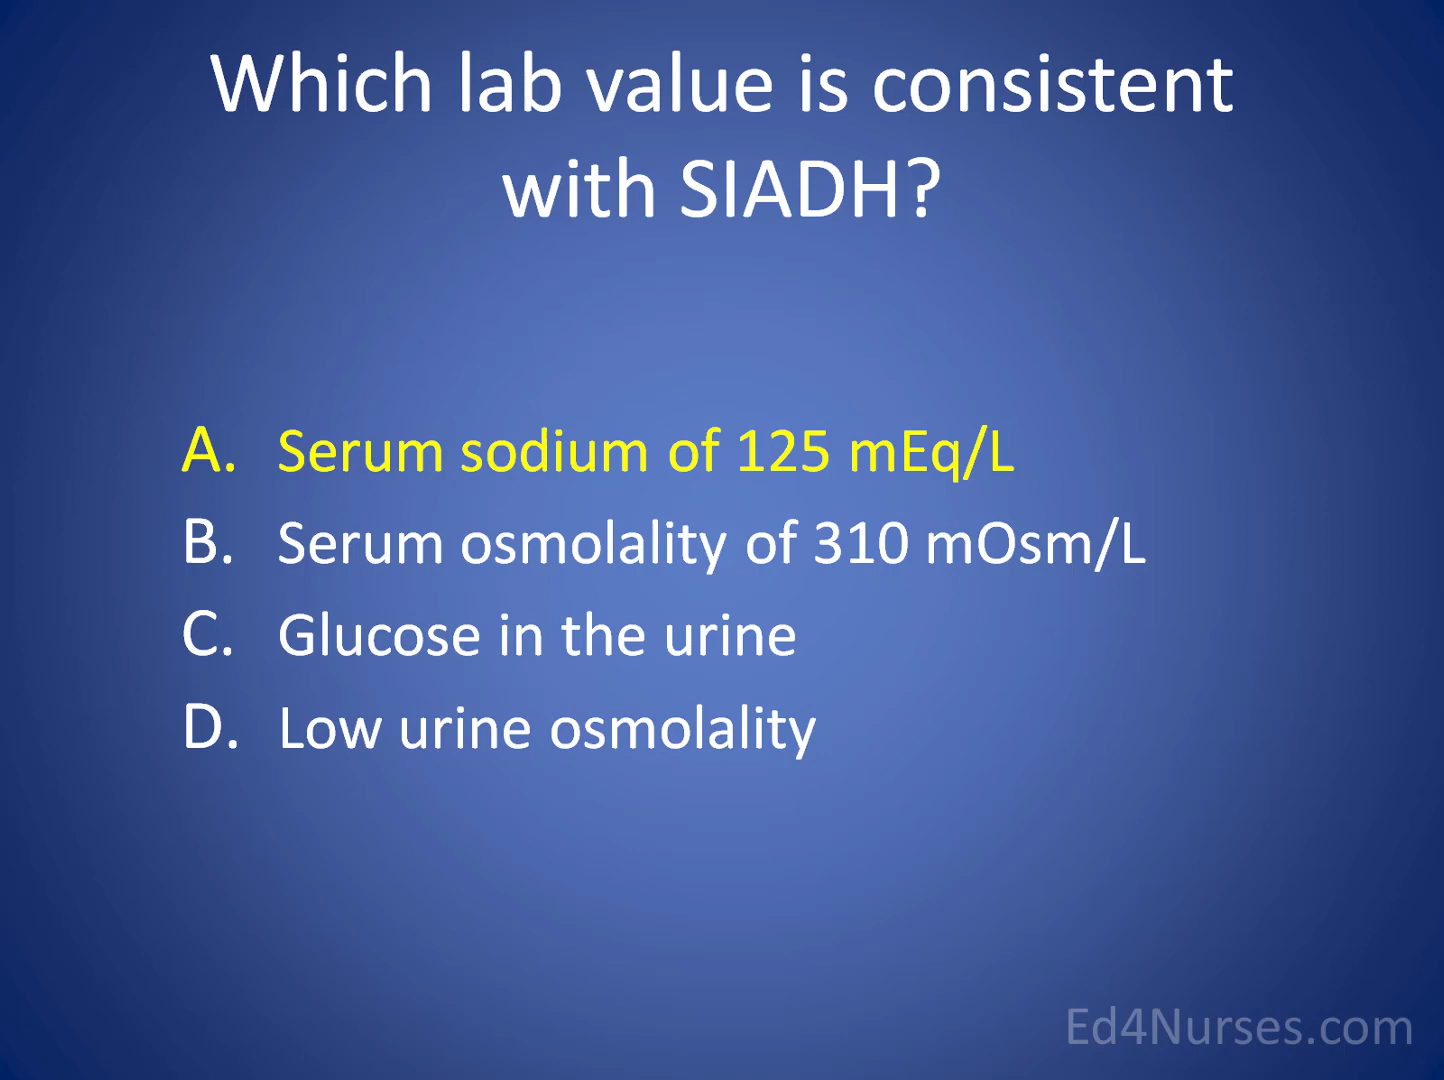 Which lab value is consistent
with SIADH?
A. Serum sodium of 125 mEq/L
B. Serum osmolality of 310 mOsm/L
C. Glucose in the urine
D. Low urine osmolality
Ed4Nurses.com